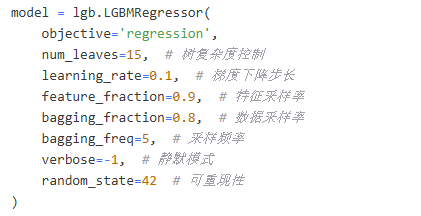 model = lgb.LGBMRegressor(
    objective='regression',
    num_leaves=15,  # 树复杂度控制
    learning_rate=0.1,  # 梯度下降步长
    feature_fraction=0.9,  # 特征采样率
    bagging_fraction=0.8,  # 数据采样率
    bagging_freq=5,  # 采样频率
    verbose=-1,  # 静默模式
    random_state=42  # 可重现性
)